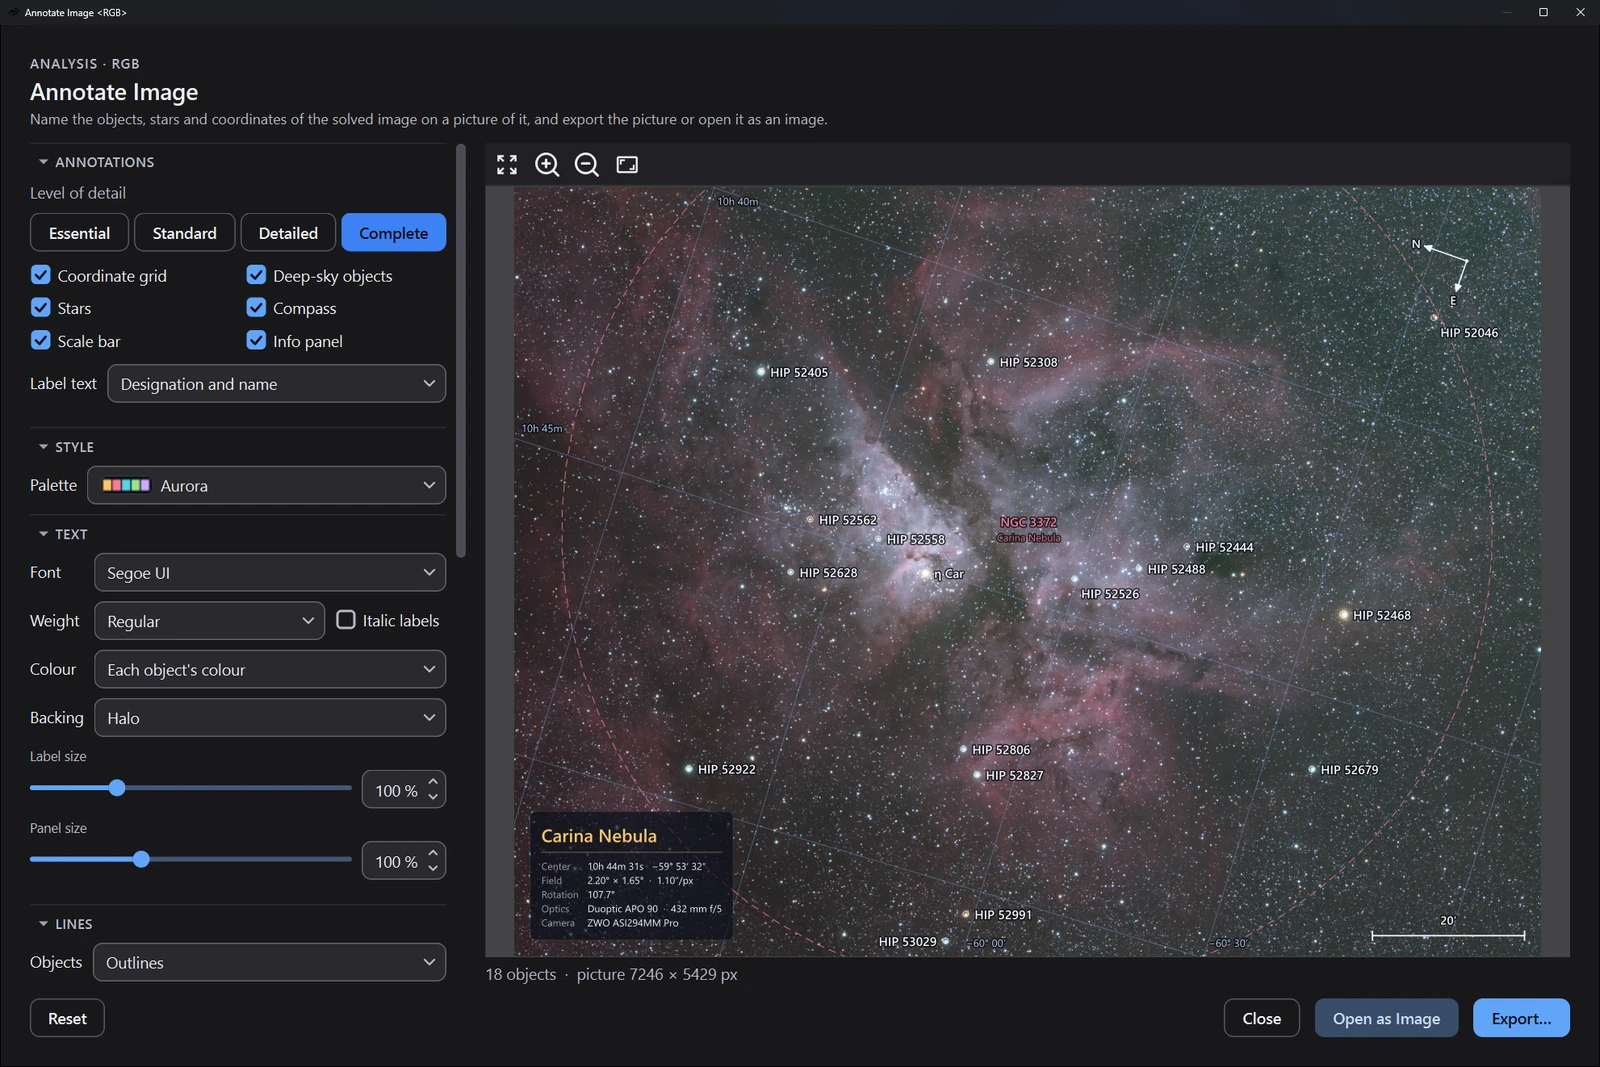 Annotate Image <RGB>
ANALYSIS · RGB
Annotate Image
Name the objects, stars and coordinates of the solved image on a picture of it, and export the picture or open it as an image.
ANNOTATIONS
Level of detail
Essential
Standard
Detailed
Complete
Coordinate grid
Deep-sky objects
Stars
Compass
Scale bar
Info panel
Label text
Designation and name
STYLE
Palette
Aurora
TEXT
Font
Segoe UI
Weight
Regular
Italic labels
Colour
Each object's colour
Backing
Halo
Label size
100 %
Panel size
100 %
LINES
Objects
Outlines
Reset
10h 40m
N
E
HIP 52046
HIP 52308
HIP 52405
10h 45m
HIP 52562
NGC 3372
Carina Nebula
HIP 52558
HIP 52444
HIP 52628
η Car
HIP 52488
HIP 52526
HIP 52468
HIP 52806
HIP 52922
HIP 52827
HIP 52679
Carina Nebula
Center 10h 44m 31s −59° 53' 32"
Field 2.20° × 1.65° · 1.10"/px
Rotation 107.7°
Optics Duoptic APO 90 · 432 mm f/5
Camera ZWO ASI294MM Pro
HIP 52991
HIP 53029
−60° 00'
−60° 30'
20'
18 objects · picture 7246 × 5429 px
Close
Open as Image
Export...